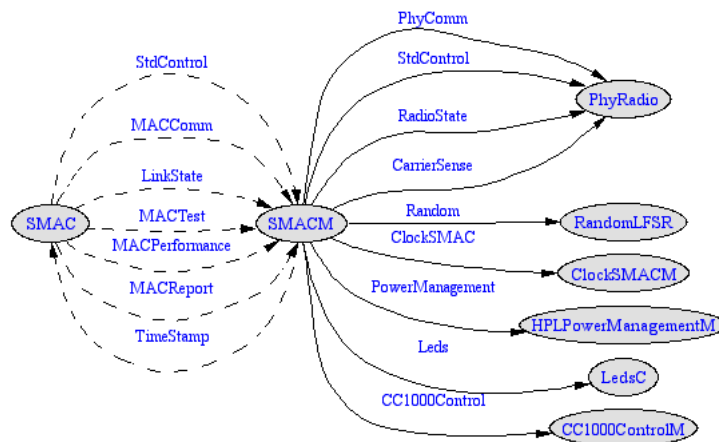 PhyComm
StdControl
StdControl
PhyRadio
RadioState
MACComm
CarrierSense
LinkState
Random
MACTest
SMAC
SMACM
RandomLFSR
ClockSMAC
MACPerformance
ClockSMACM
PowerManagement
MACReport
HPLPowerManagementM
TimeStamp
Leds
LedsC
CC1000Control
CC1000ControlM